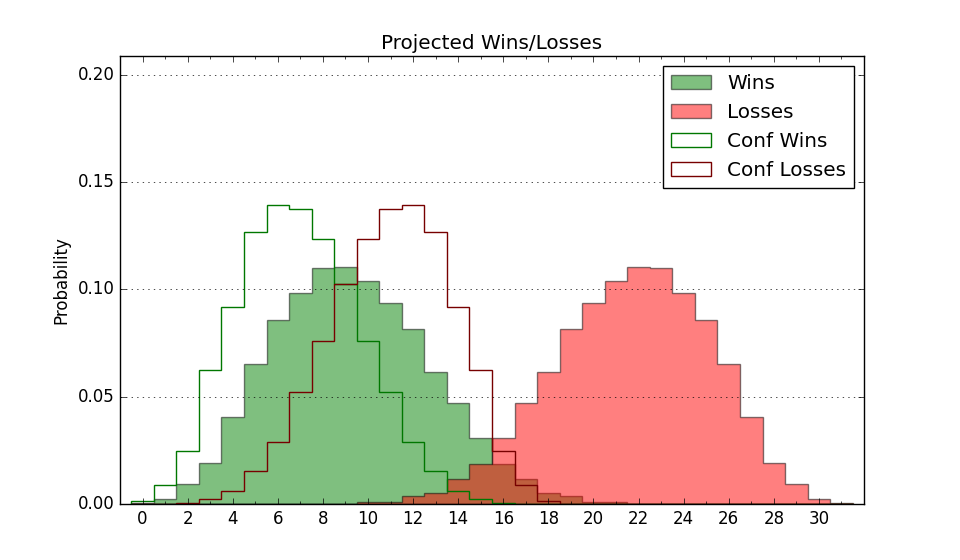 Projected Wins/Losses
Probability
0.20
0.15
0.10
0.05
0.00
0 2 4 6 8 10 12 14 16 18 20 22 24 26 28 30
Wins
Losses
Conf Wins
Conf Losses